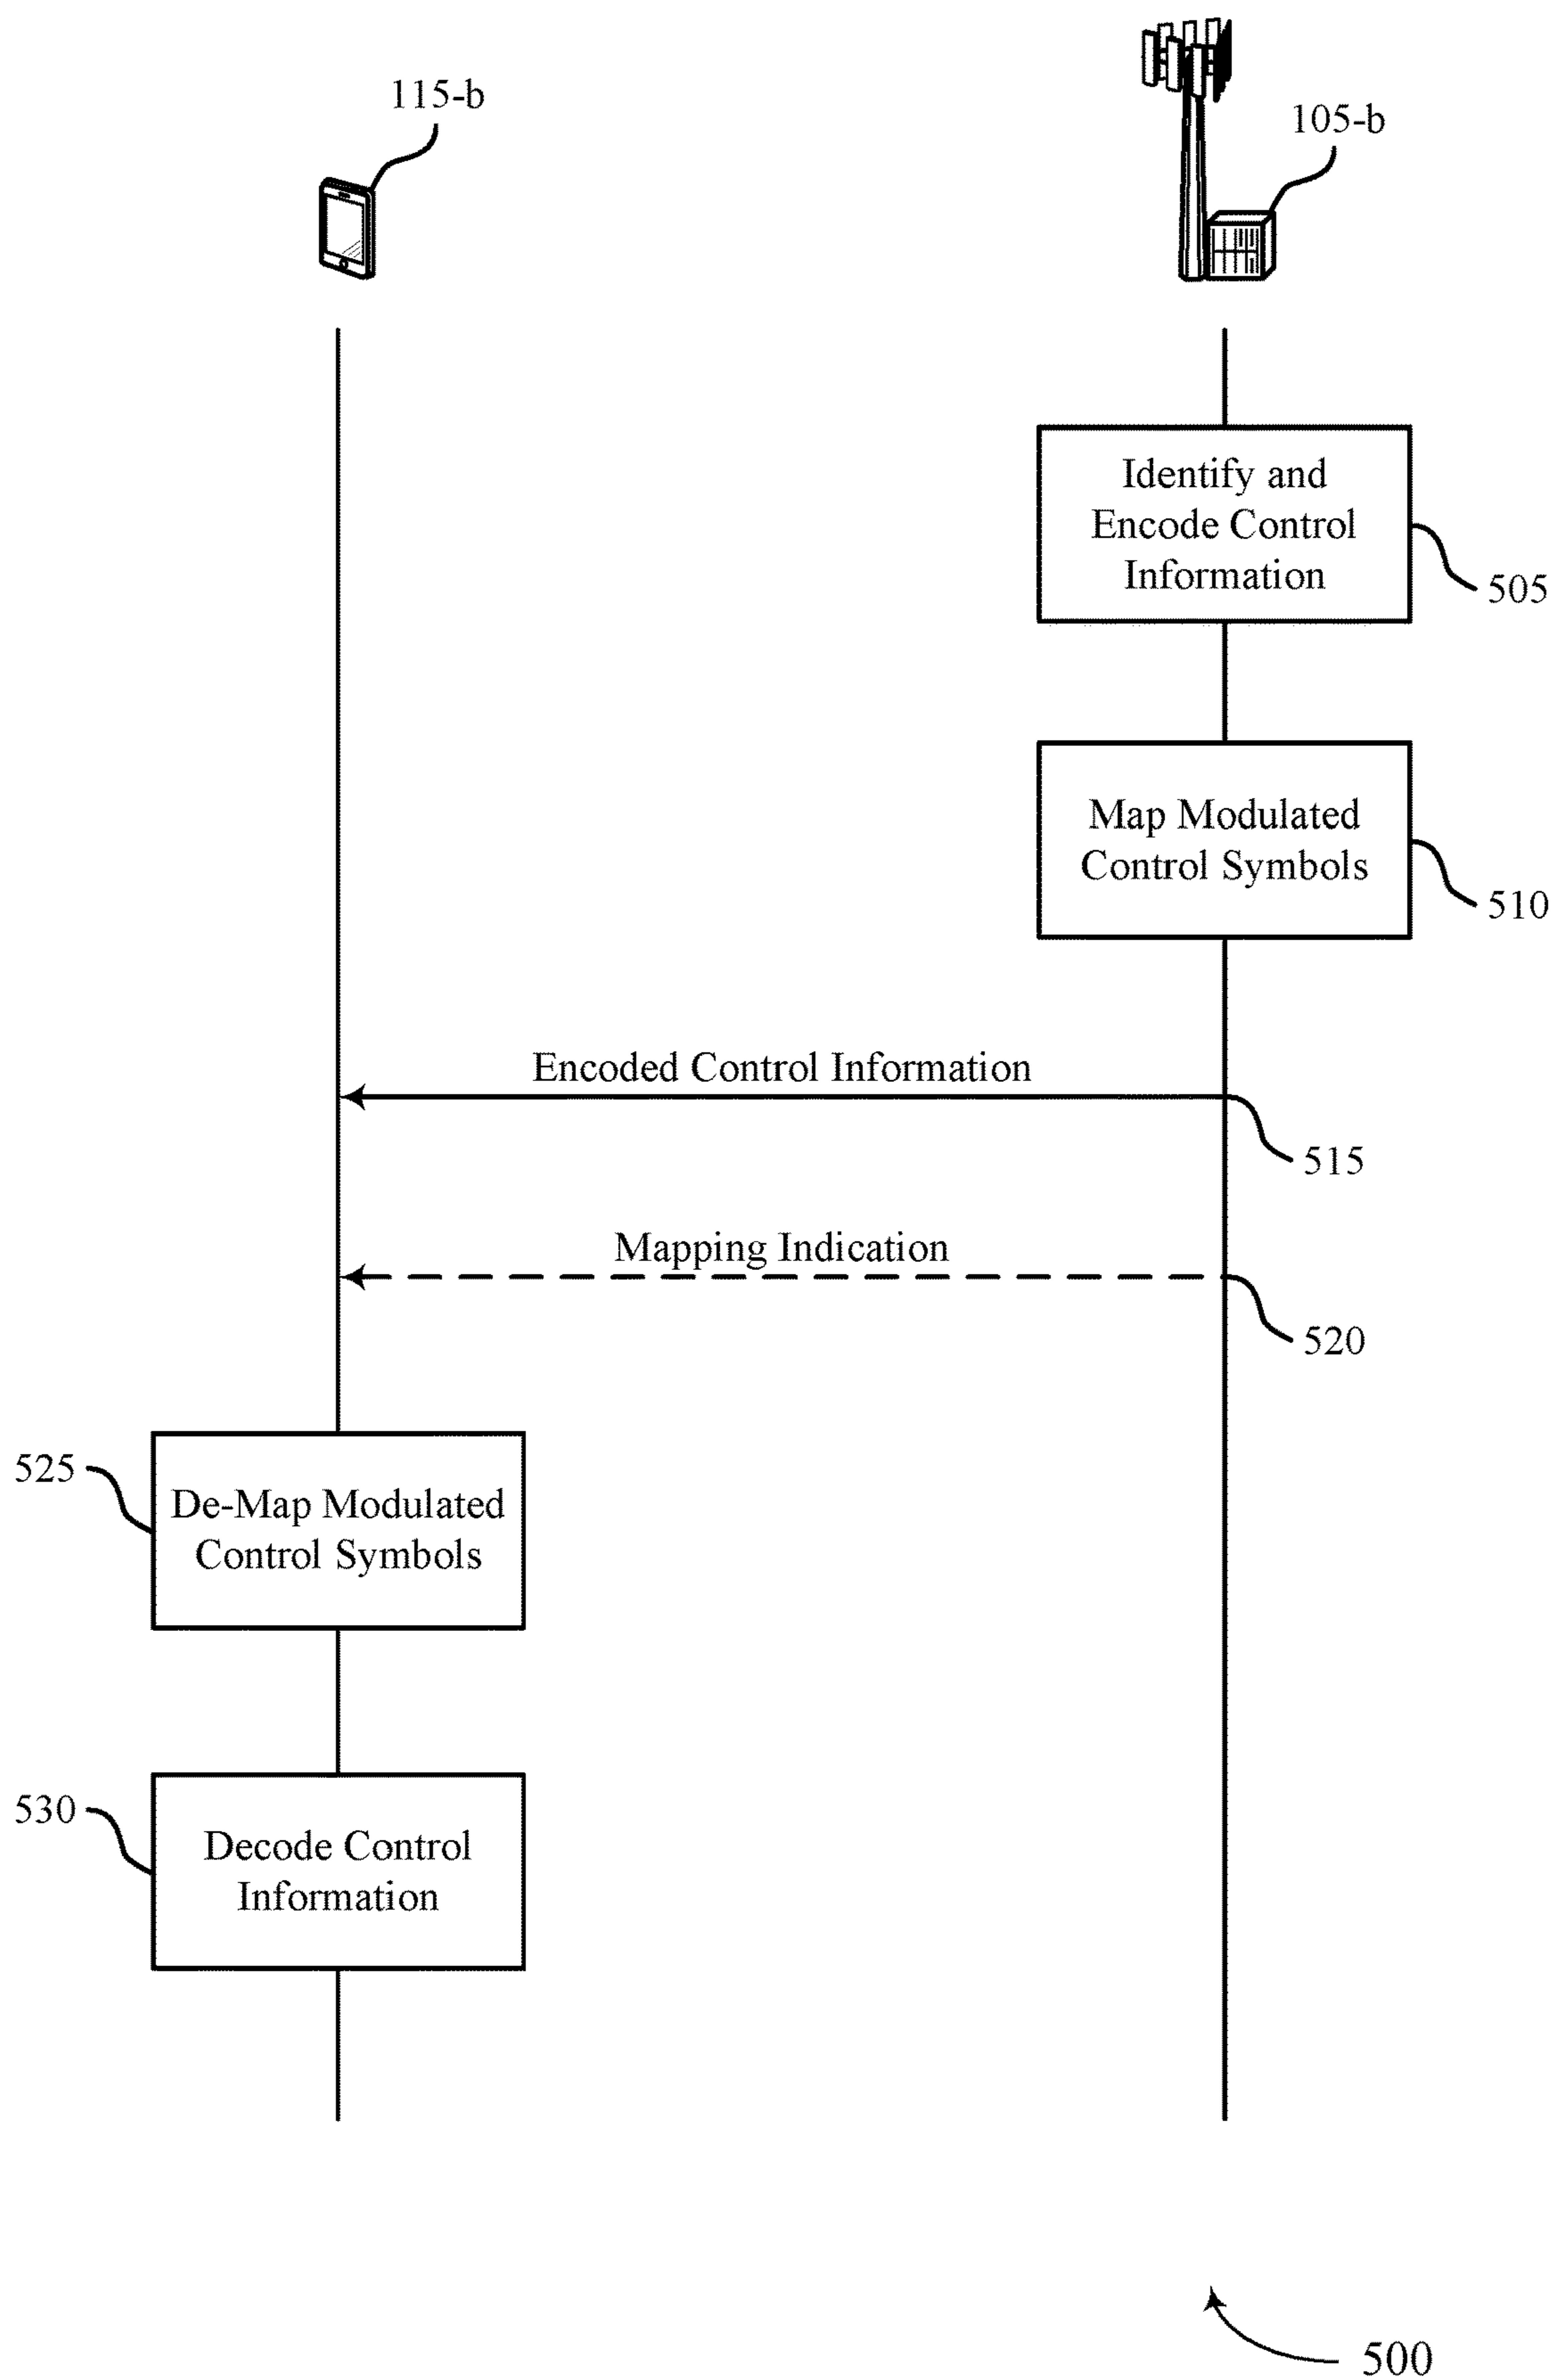 115-b
105-b
Identify and
Encode Control
Information
505
Map Modulated
Control Symbols
510
Encoded Control Information
515
Mapping Indication
520
525
De-Map Modulated
Control Symbols
530
Decode Control
Information
500